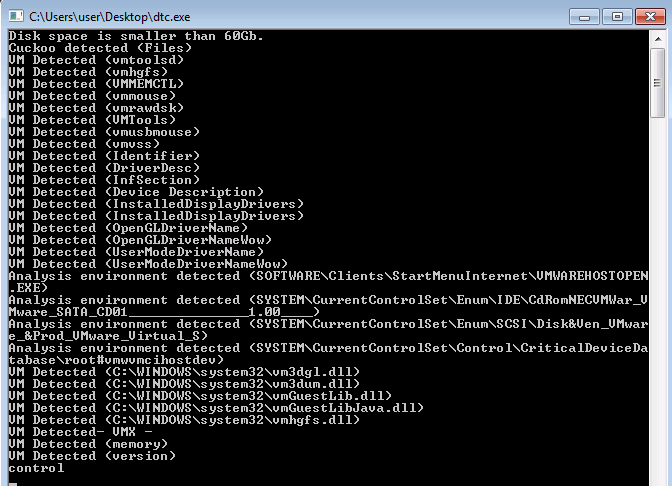 C:\Users\user\Desktop\dtc.exe
Disk space is smaller than 60Gb.
Cuckoo detected (Files)
VM Detected (vmtoolsd)
VM Detected (vmhgfs)
VM Detected (VMMEMCTL)
VM Detected (vmmouse)
VM Detected (vmrawdsk)
VM Detected (VMTools)
VM Detected (vmusbmouse)
VM Detected (vmvss)
VM Detected (Identifier)
VM Detected (DriverDesc)
VM Detected (InfSection)
VM Detected (Device Description)
VM Detected (InstalledDisplayDrivers)
VM Detected (InstalledDisplayDrivers)
VM Detected (OpenGLDriverName)
VM Detected (OpenGLDriverNameWow)
VM Detected (UserModeDriverName)
VM Detected (UserModeDriverNameWow)
Analysis environment detected (SOFTWARE\Clients\StartMenuInternet\VMWAREHOSTOPEN
.EXE)
Analysis environment detected (SYSTEM\CurrentControlSet\Enum\IDE\CdRomNECVMWar_V
Mware_SATA_CD01_______________1.00____)
Analysis environment detected (SYSTEM\CurrentControlSet\Enum\SCSI\Disk&Ven_VMwar
e_&Prod_VMware_Virtual_S)
Analysis environment detected (SYSTEM\CurrentControlSet\Control\CriticalDeviceDa
tabase\root#vmwvmcihostdev)
VM Detected (C:\WINDOWS\system32\vm3dgl.dll)
VM Detected (C:\WINDOWS\system32\vm3dum.dll)
VM Detected (C:\WINDOWS\system32\vmGuestLib.dll)
VM Detected (C:\WINDOWS\system32\vmGuestLibJava.dll)
VM Detected (C:\WINDOWS\system32\vmhgfs.dll)
VM Detected- VMX -
VM Detected (memory)
VM Detected (version)
control